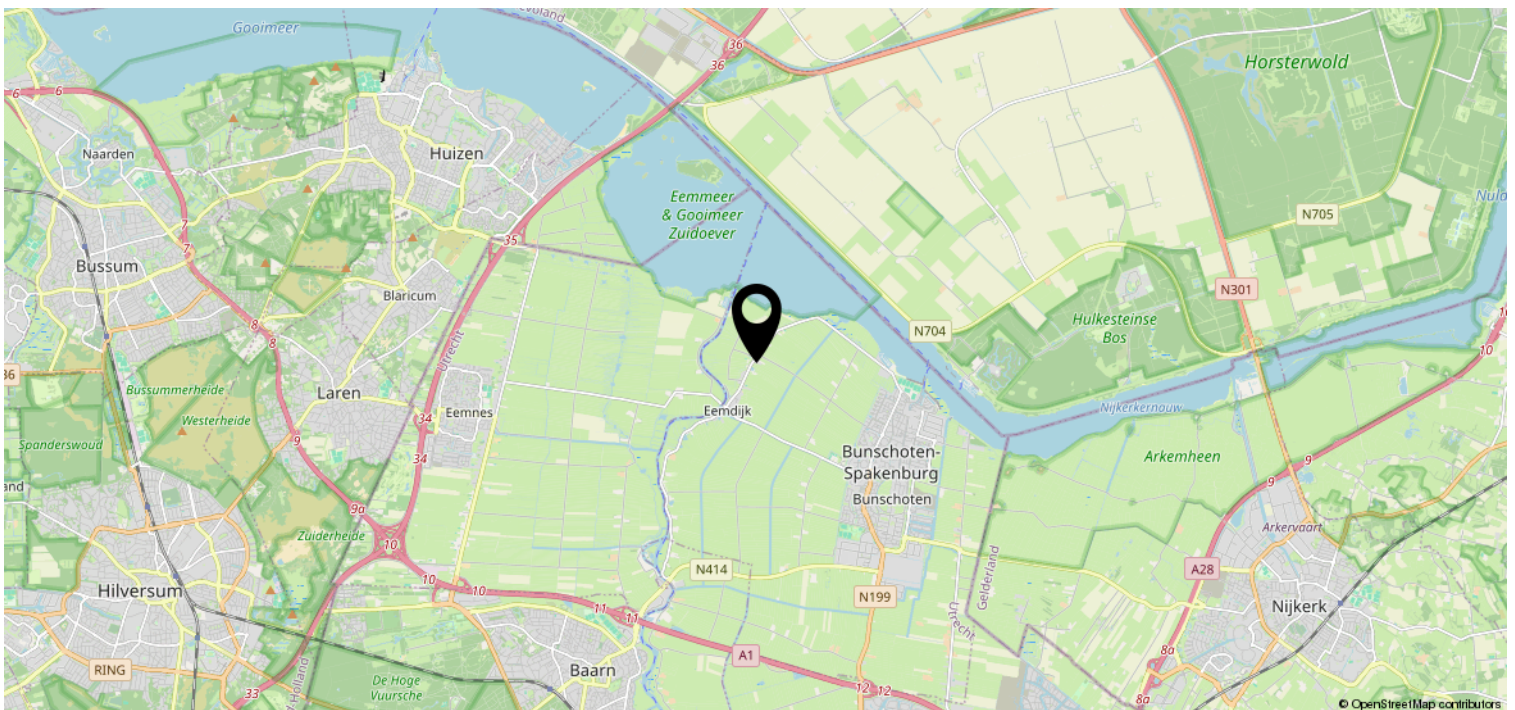 Gooimeer
36
36
Horsterwold
6
6
Naarden
Huizen
Eemmeer
& Gooimeer
Zuidoever
N705
7
7
35
Bussum
Blaricum
N301
8
8
Utrecht
N704
Hulkesteinse
Bos
10
Bussummerheide
Laren
Westerheide
34
Eemnes
Eemdijk
Nijkerkernauw
Spanderswoud
9
34
Bunschoten-
Spakenburg
Bunschoten
Arkemheen
9
9
9a
Zuiderheide
10
Arkervaart
10
10
N414
Gelderland
A28
Hilversum
11
11
N199
Utrecht
Nijkerk
RING
A1
8a
Baarn
De Hoge
Vuursche
33
12
12
8a
© OpenStreetMap contributors